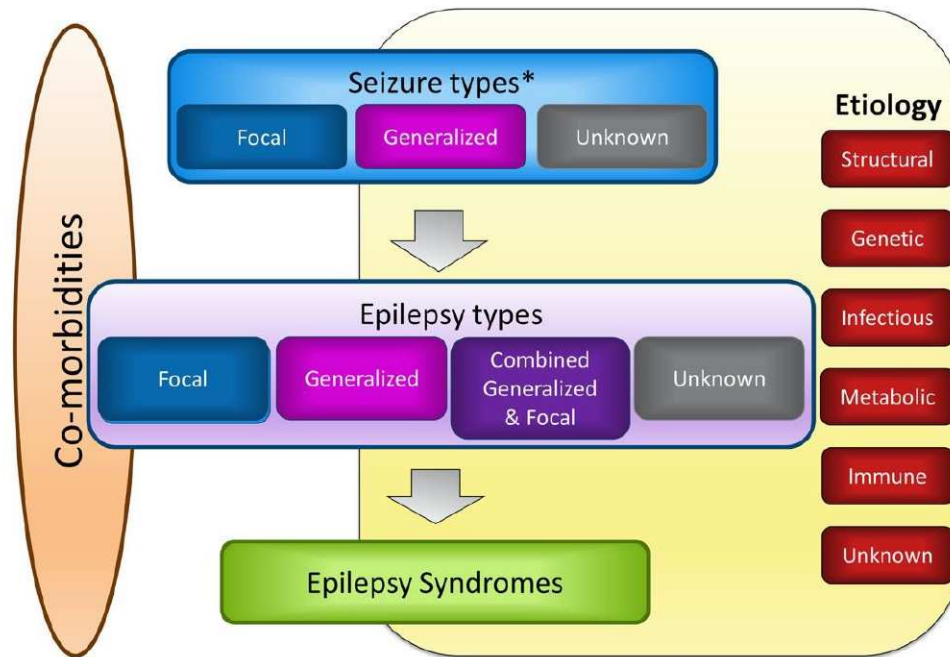 Seizure types*
Focal
Generalized
Unknown
Etiology
Structural
Genetic
Infectious
Metabolic
Immune
Unknown
Co-morbidities
Epilepsy types
Focal
Generalized
Combined
Generalized
& Focal
Unknown
Epilepsy Syndromes